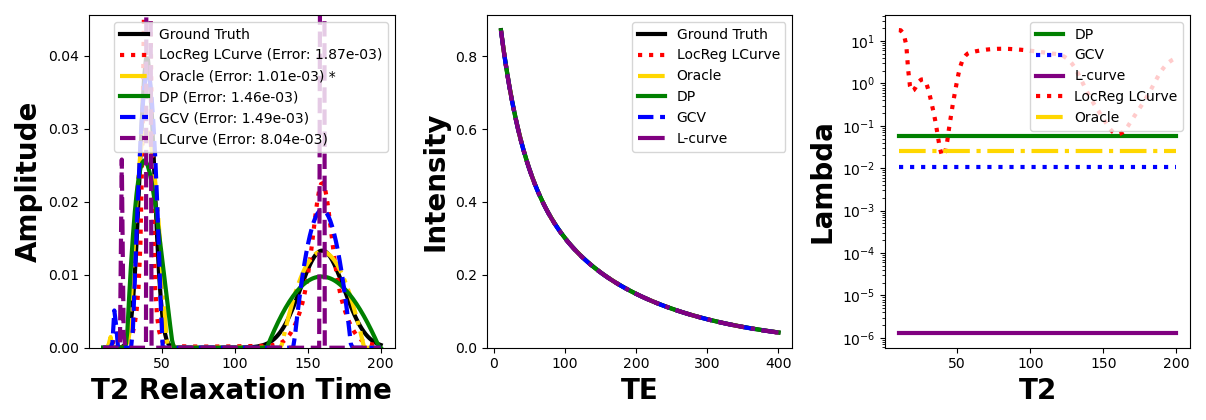 Amplitude
0.04
0.03
0.02
0.01
0.00
50
100
150
200
T2 Relaxation Time
Ground Truth
LocReg LCurve (Error: 1.87e-03)
Oracle (Error: 1.01e-03) *
DP (Error: 1.46e-03)
GCV (Error: 1.49e-03)
LCurve (Error: 8.04e-03)
Intensity
0.8
0.6
0.4
0.2
0.0
0
100
200
300
400
TE
Ground Truth
LocReg LCurve
Oracle
DP
GCV
L-curve
Lambda
10^1
10^0
10^-1
10^-2
10^-3
10^-4
10^-5
10^-6
50
100
150
200
T2
DP
GCV
L-curve
LocReg LCurve
Oracle